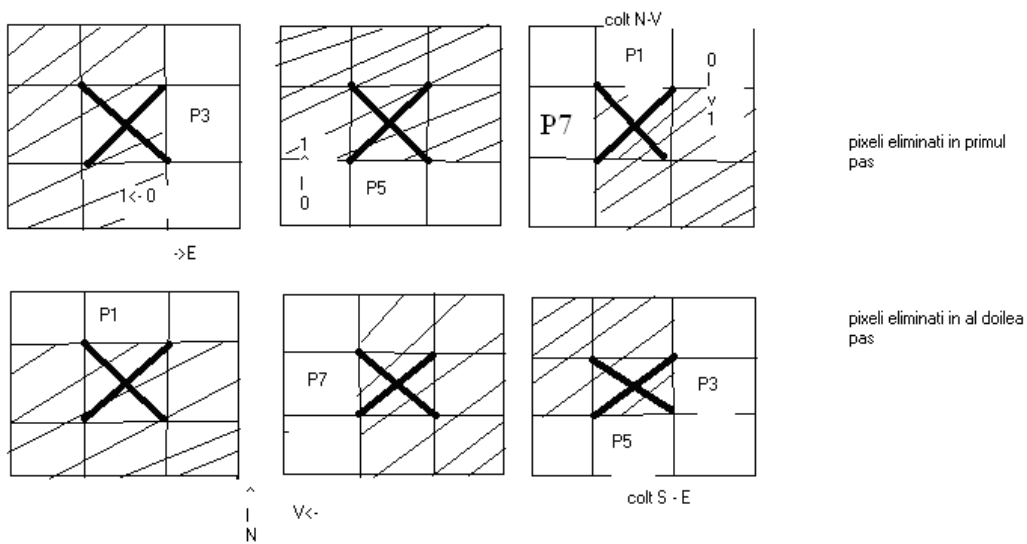 colt N-V
P3
1<- 0
->E
1
^
I
0
P5
P1
0
I
v
1
P7
pixeli eliminati in primul
pas
P1
^
I
N
P7
V<-
P3
P5
colt S - E
pixeli eliminati in al doilea
pas